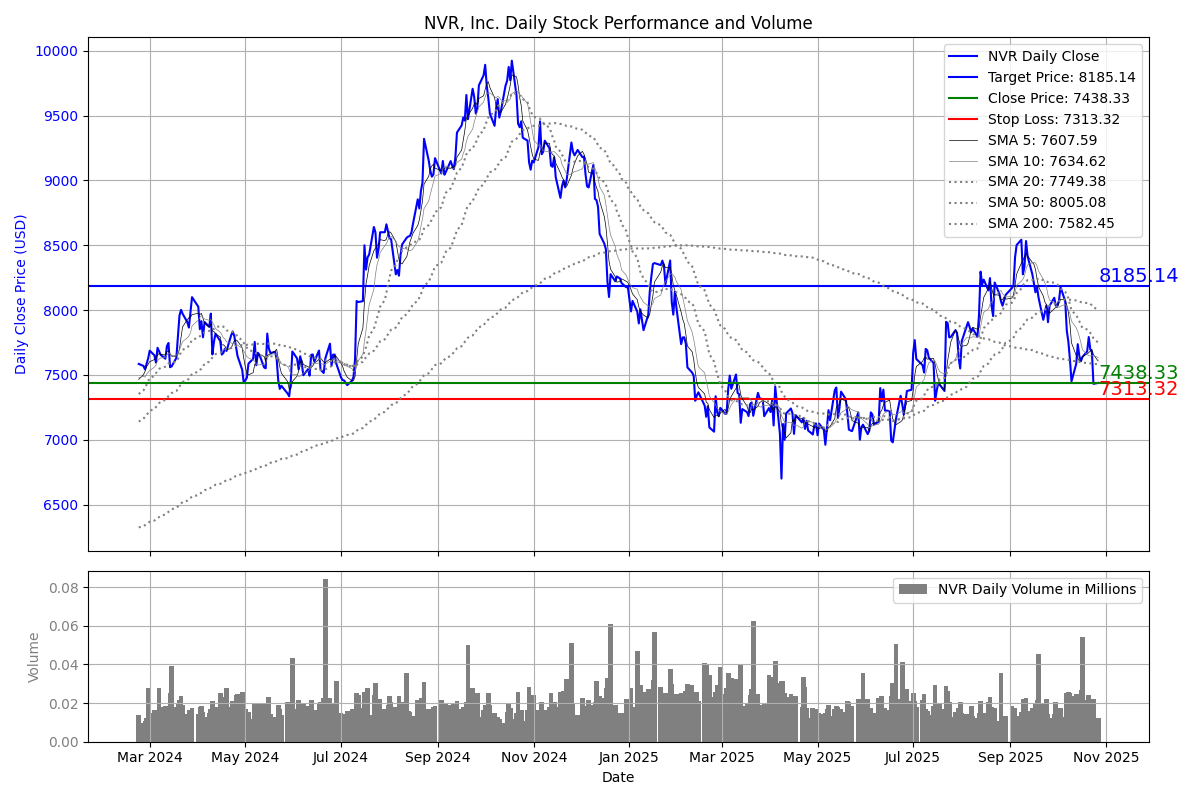 NVR, Inc. Daily Stock Performance and Volume
10000
9500
9000
8500
8000
7500
7000
6500
Daily Close Price (USD)
NVR Daily Close
Target Price: 8185.14
Close Price: 7438.33
Stop Loss: 7313.32
SMA 5: 7607.59
SMA 10: 7634.62
SMA 20: 7749.38
SMA 50: 8005.08
SMA 200: 7582.45
8185.14
7438.33
7313.32
0.08
0.06
0.04
0.02
0.00
Volume
NVR Daily Volume in Millions
Mar 2024
May 2024
Jul 2024
Sep 2024
Nov 2024
Jan 2025
Mar 2025
May 2025
Jul 2025
Sep 2025
Nov 2025
Date